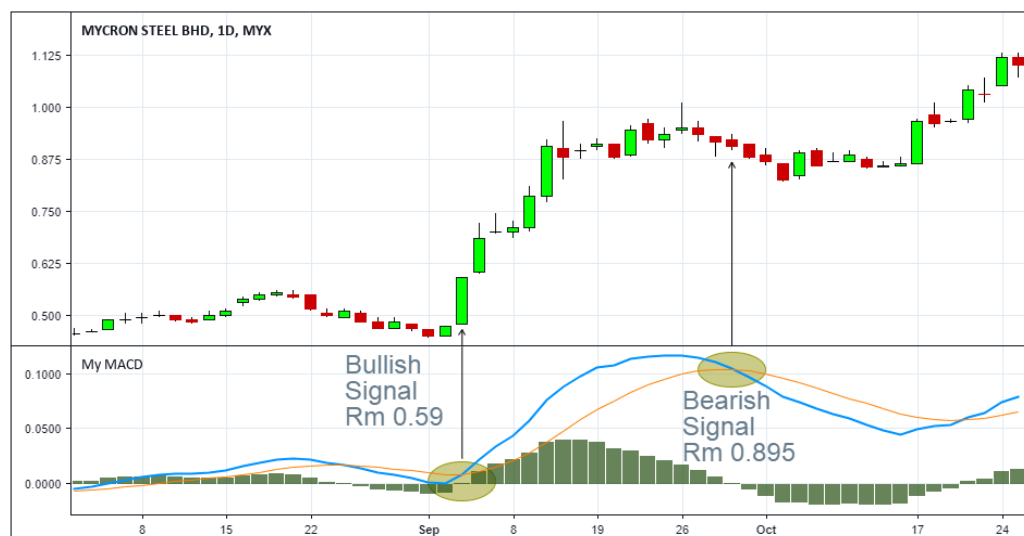 MYCRON STEEL BHD, 1D, MYX
1.125
1.000
0.875
0.750
0.625
0.500
My MACD
0.1000
0.0500
0.0000
Bullish
Signal
Rm 0.59
Bearish
Signal
Rm 0.895
8
15
22
Sep
8
19
26
Oct
17
24